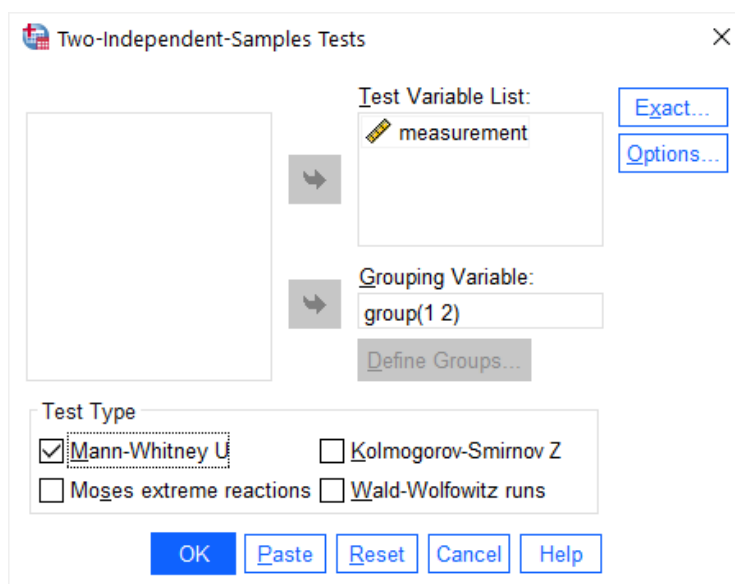 Two-Independent-Samples Tests
Test Variable List:
measurement
Exact...
Options...
Grouping Variable:
group(1 2)
Define Groups...
Test Type
Mann-Whitney U
Kolmogorov-Smirnov Z
Moses extreme reactions
Wald-Wolfowitz runs
OK
Paste
Reset
Cancel
Help